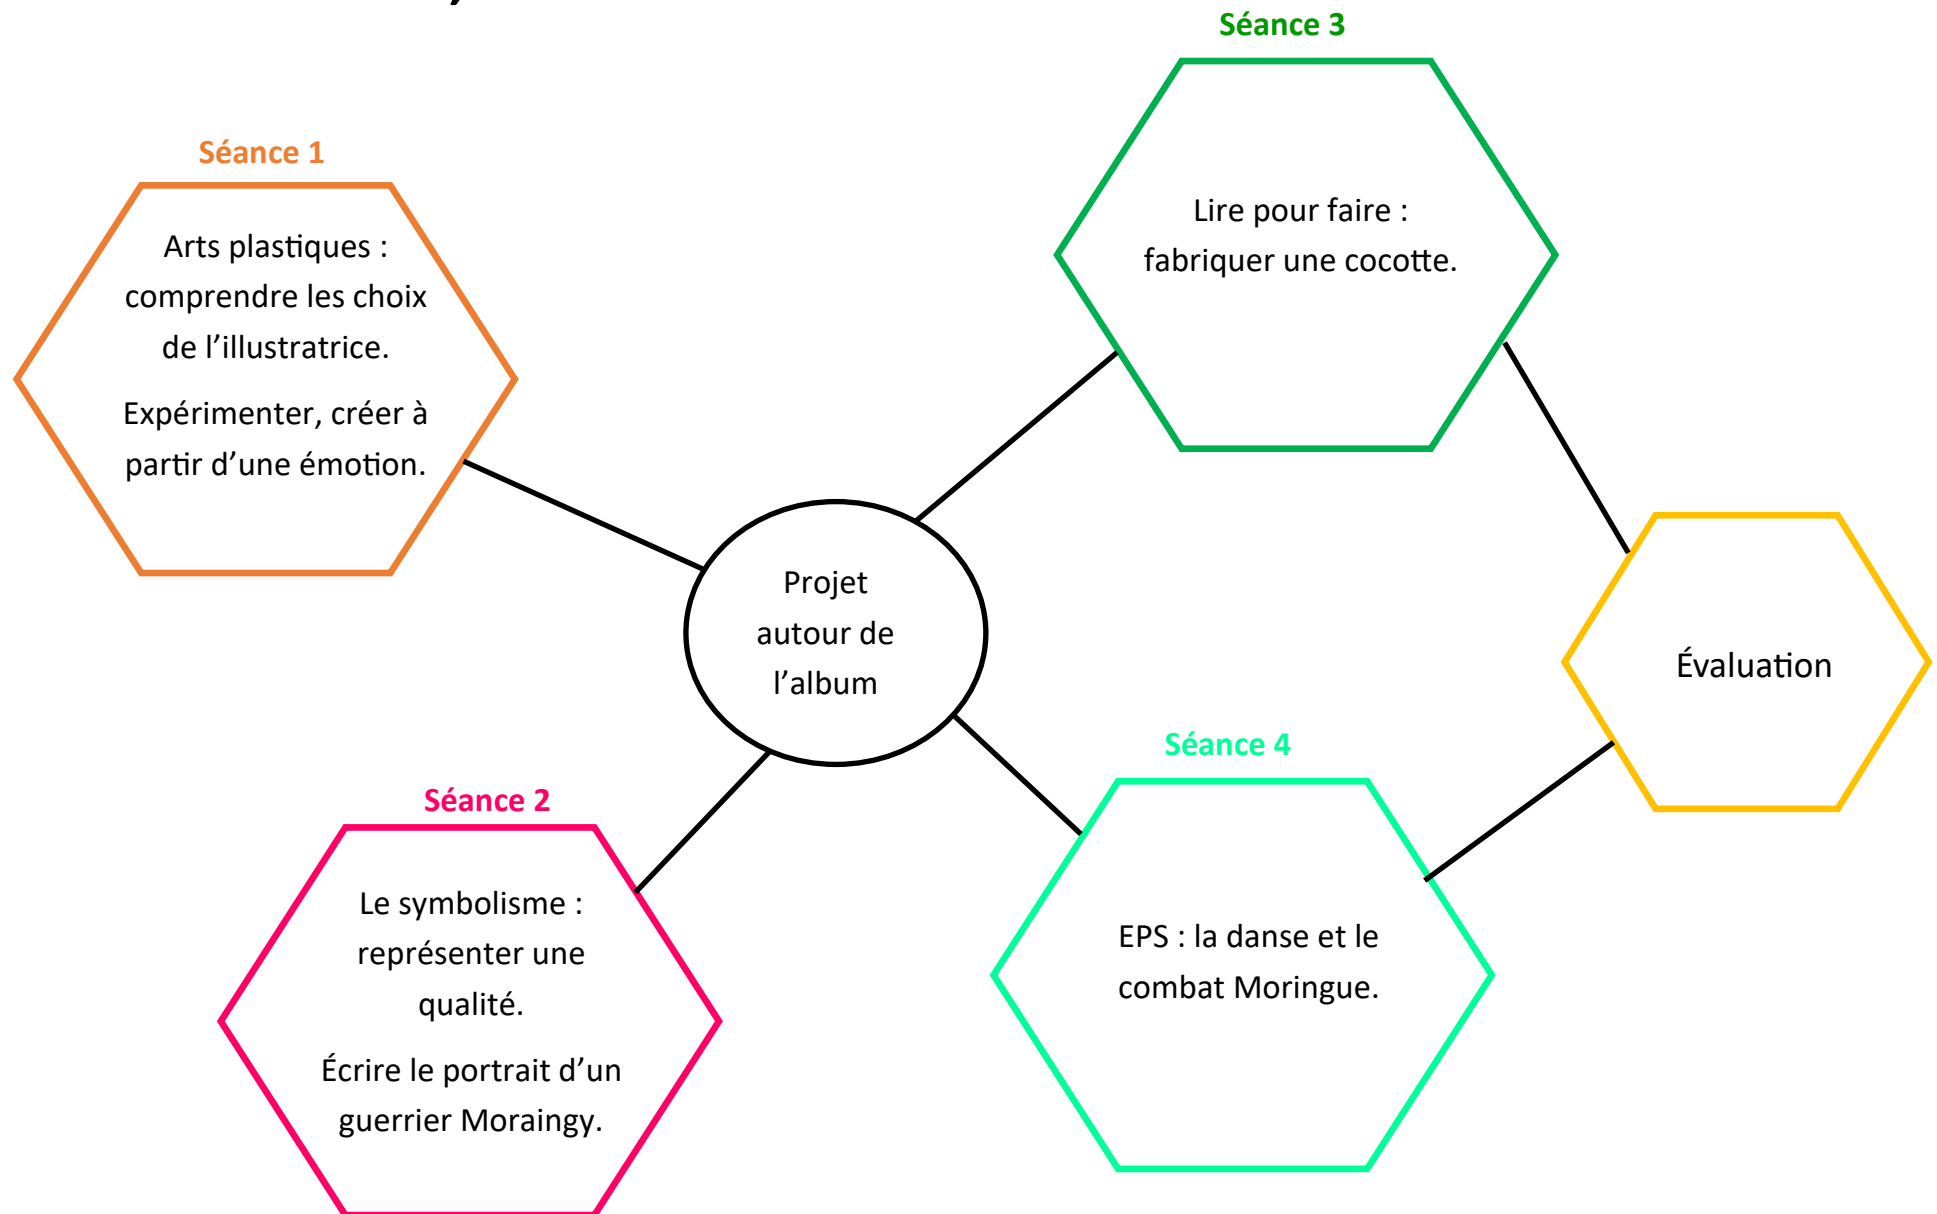 Séance 1
Arts plastiques :
comprendre les choix
de l’illustratrice.
Expérimenter, créer à
partir d’une émotion.
Séance 2
Le symbolisme :
représenter une
qualité.
Écrire le portrait d’un
guerrier Moraingy.
Projet
autour de
l’album
Séance 3
Lire pour faire :
fabriquer une cocotte.
Séance 4
EPS : la danse et le
combat Moringue.
Évaluation